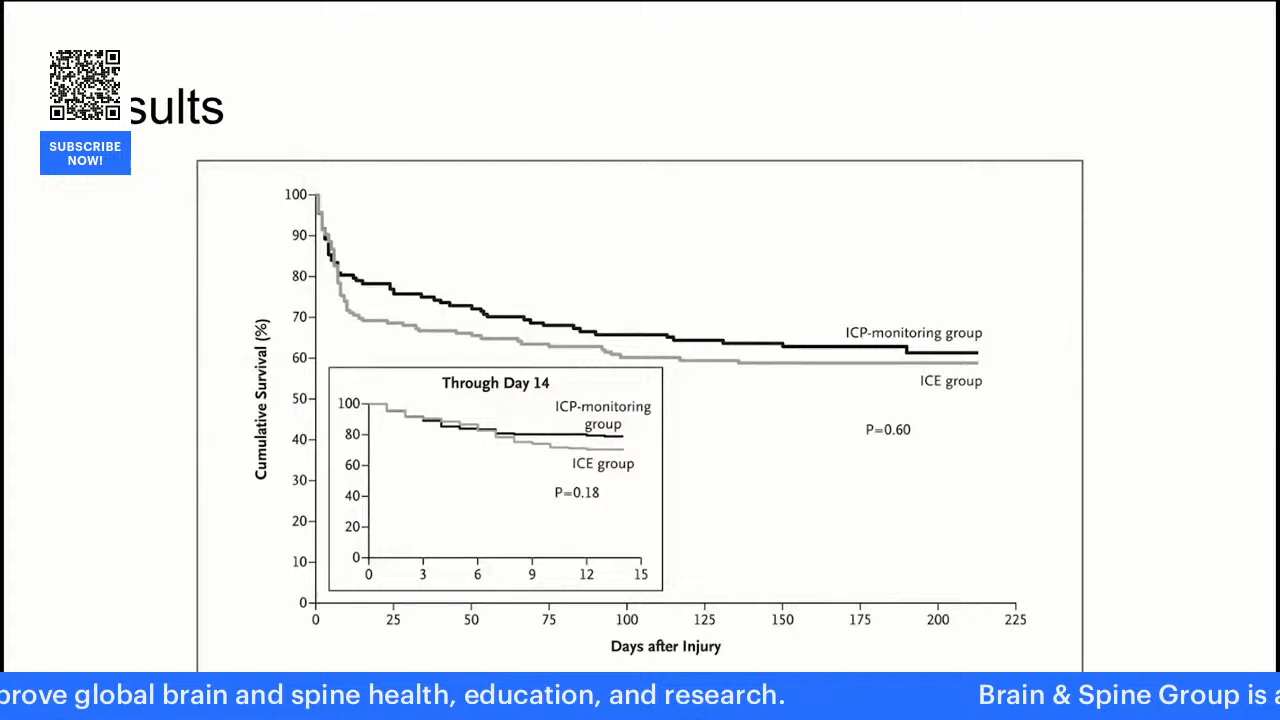 sults
SUBSCRIBE
NOW!
100
90
80
70
60
50
40
30
20
10
0
Cumulative Survival (%)
ICP-monitoring group
ICE group
P=0.60
Through Day 14
100
80
60
40
20
0
ICP-monitoring
group
ICE group
P=0.18
0 3 6 9 12 15
0 25 50 75 100 125 150 175 200 225
Days after Injury
prove global brain and spine health, education, and research. Brain & Spine Group is a